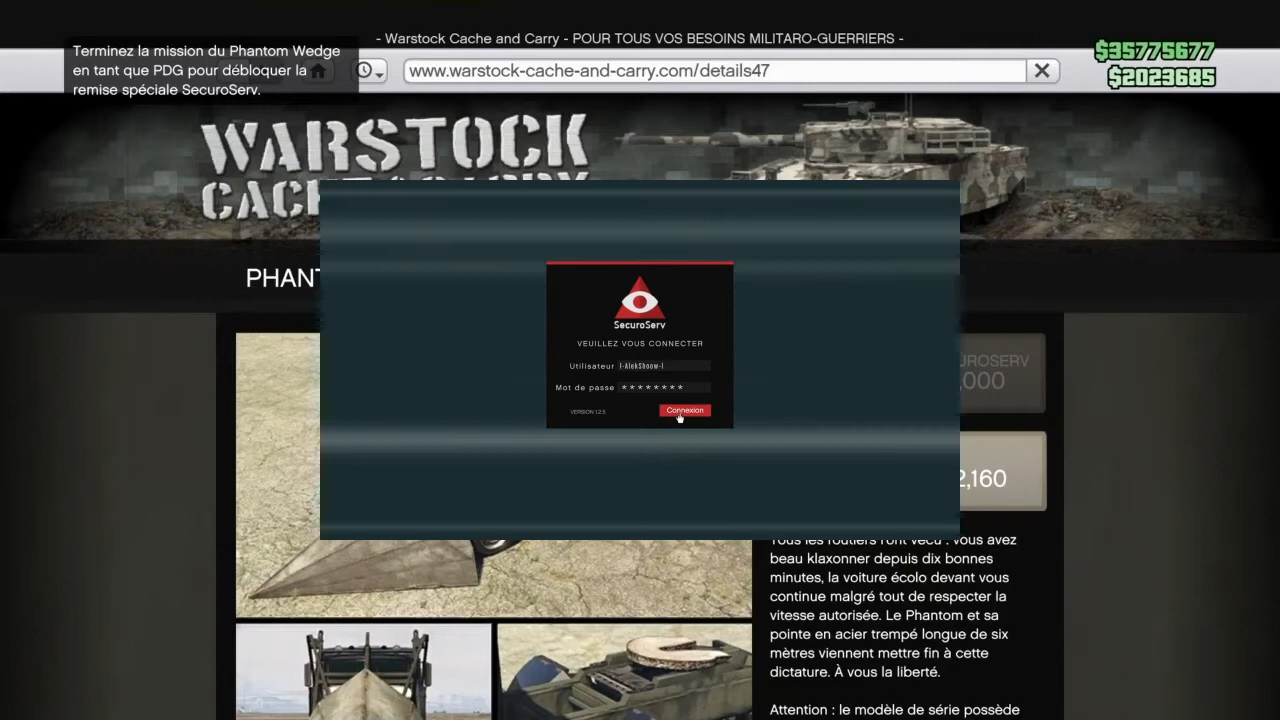 - Warstock Cache and Carry - POUR TOUS VOS BESOINS MILITARO-GUERRIERS -
Terminez la mission du Phantom Wedge
en tant que PDG pour débloquer la
remise spéciale SecuroServ.
www.warstock-cache-and-carry.com/details47
$35775677
$2023685
WARSTOCK
CACH
PHANT
SecuroServ
VEUILLEZ VOUS CONNECTER
Utilisateur I-AlekShoow-I
Mot de passe ********
VERSION 1.2.5
Connexion
UROSERV
,000
2,160
Tous les routiers l'ont vécu : vous avez
beau klaxonner depuis dix bonnes
minutes, la voiture écolo devant vous
continue malgré tout de respecter la
vitesse autorisée. Le Phantom et sa
pointe en acier trempé longue de six
mètres viennent mettre fin à cette
dictature. À vous la liberté.
Attention : le modèle de série possède